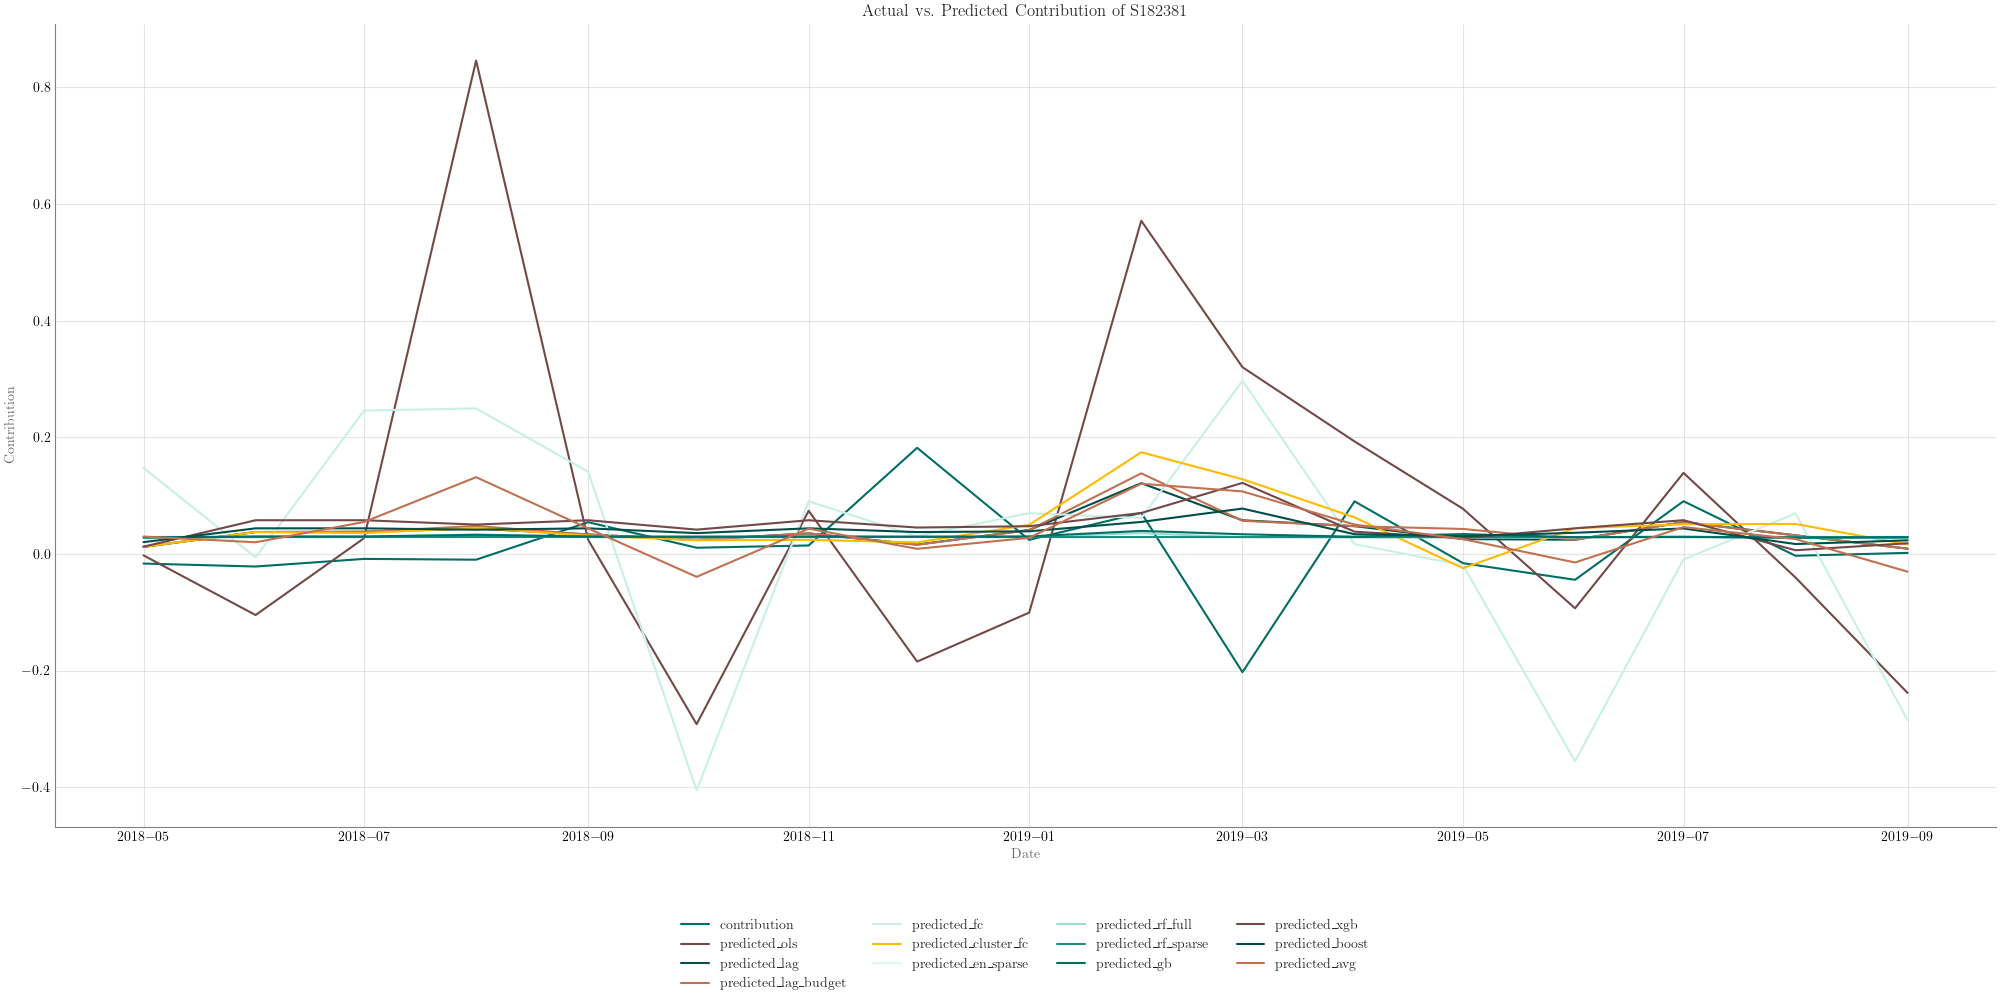 Actual vs. Predicted Contribution of S182381
Contribution
0.8
0.6
0.4
0.2
0.0
−0.2
−0.4
2018−05 2018−07 2018−09 2018−11 2019−01 2019−03 2019−05 2019−07 2019−09
Date
contribution predicted_fc predicted_rf_full predicted_xgb
predicted_ols predicted_cluster_fc predicted_rf_sparse predicted_boost
predicted_lag predicted_en_sparse predicted_gb predicted_avg
predicted_lag_budget